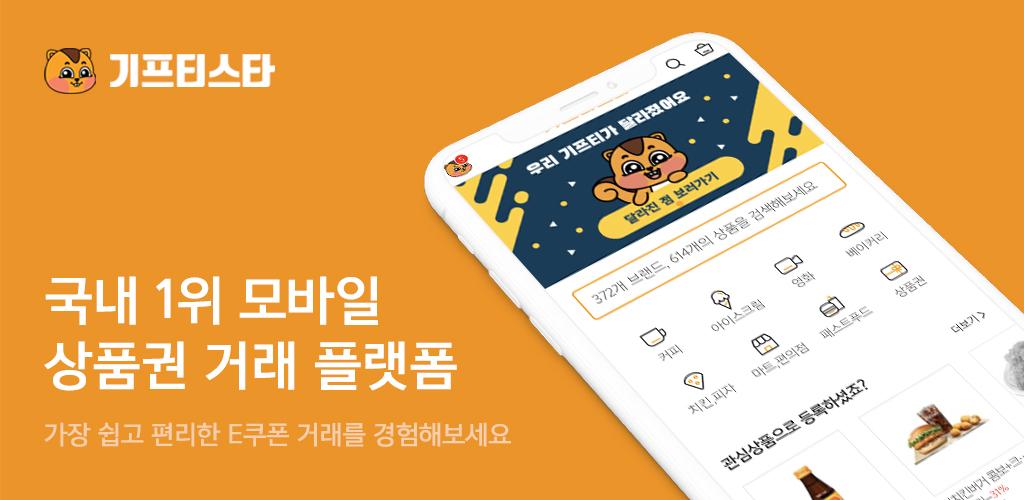 기프티스타
국내 1위 모바일
상품권 거래 플랫폼
가장 쉽고 편리한 E쿠폰 거래를 경험해보세요
우리 기프티가 달라졌어요
달라진 점 보러가기
372개 브랜드, 614개의 상품을 검색해보세요
커피
아이스크림
영화
베이커리
치킨,피자
마트,편의점
패스트푸드
상품권
더보기 >
관심상품으로 등록하셨죠?
치킨버거 콤보+크
31%